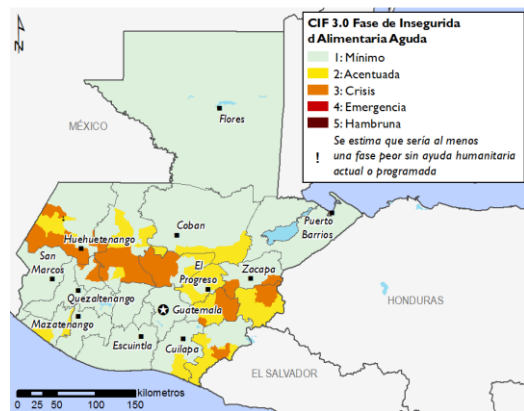 CIF 3.0 Fase de Insegurida
d Alimentaria Aguda
1: Mínimo
2: Acentuada
3: Crisis
4: Emergencia
5: Hambruna
! Se estima que sería al menos
una fase peor sin ayuda humanitaria
actual o programada
N
MÉXICO
Flores
Puerto
Barrios
Coban
Huehuetenango
San
Marcos
El
Progreso
Zacapa
Quezaltenango
Guatemala
HONDURAS
Mazatenango
Escuintla
Cuilapa
EL SALVADOR
kilometros
0 25 50 100 150